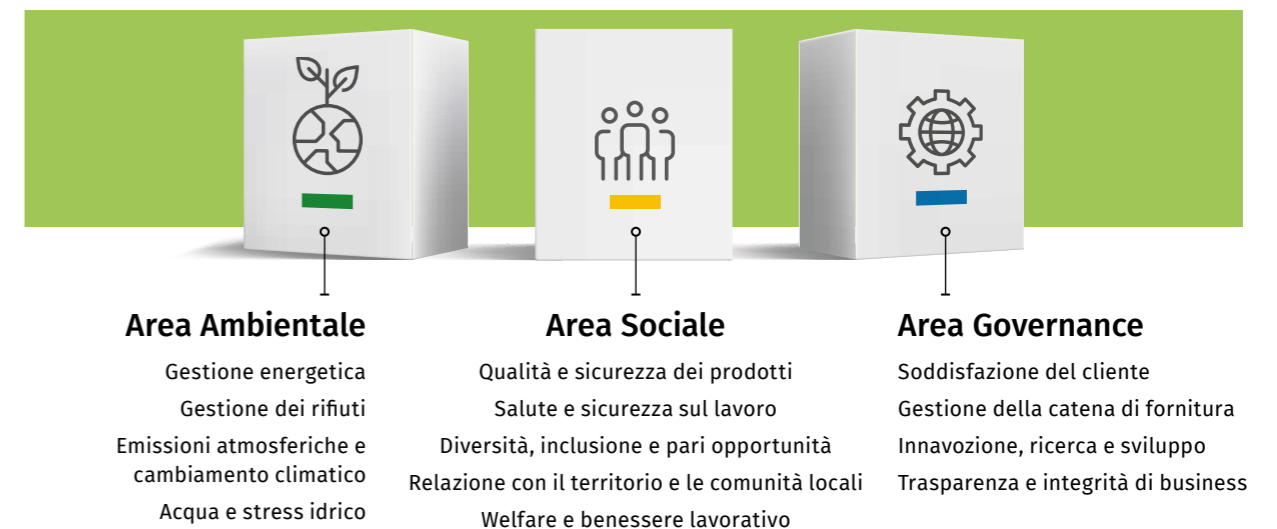 Area Ambientale
Gestione energetica
Gestione dei rifiuti
Emissioni atmosferiche e
cambiamento climatico
Acqua e stress idrico
Area Sociale
Qualità e sicurezza dei prodotti
Salute e sicurezza sul lavoro
Diversità, inclusione e pari opportunità
Relazione con il territorio e le comunità locali
Welfare e benessere lavorativo
Area Governance
Soddisfazione del cliente
Gestione della catena di fornitura
Innavozione, ricerca e sviluppo
Trasparenza e integrità di business